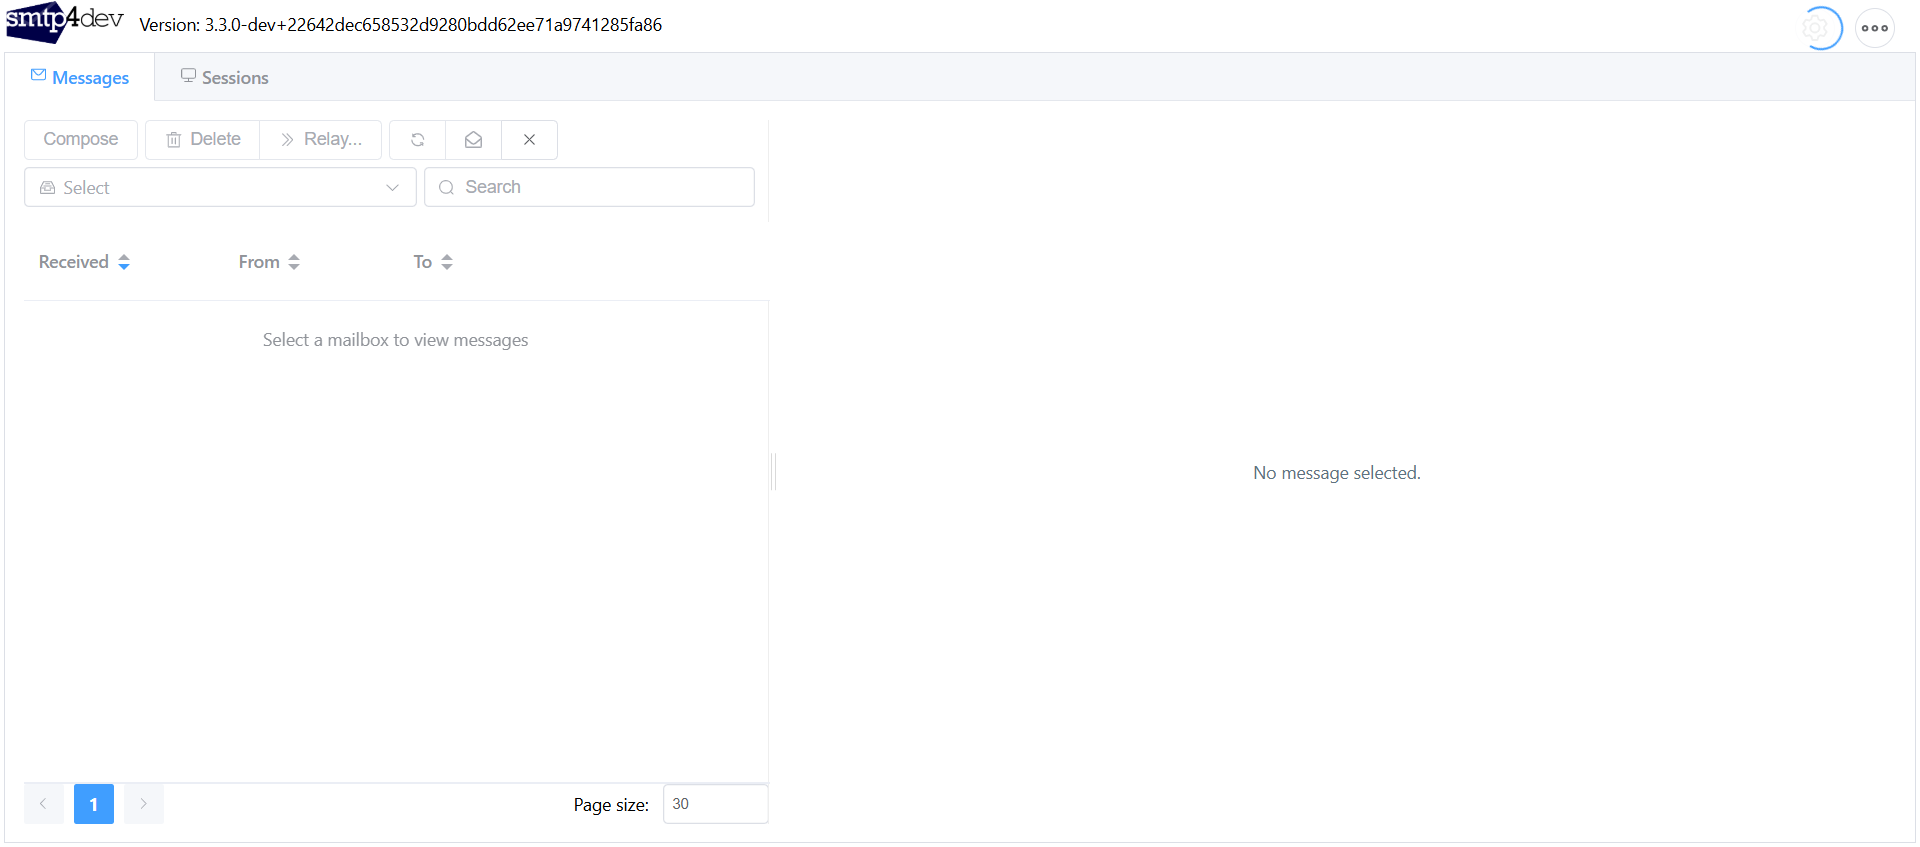 smtp4dev Version: 3.3.0-dev+22642dec658532d9280bdd62ee71a9741285fa86
Messages Sessions
Compose Delete Relay...
Select Search
Received From To
Select a mailbox to view messages
No message selected.
1 Page size: 30